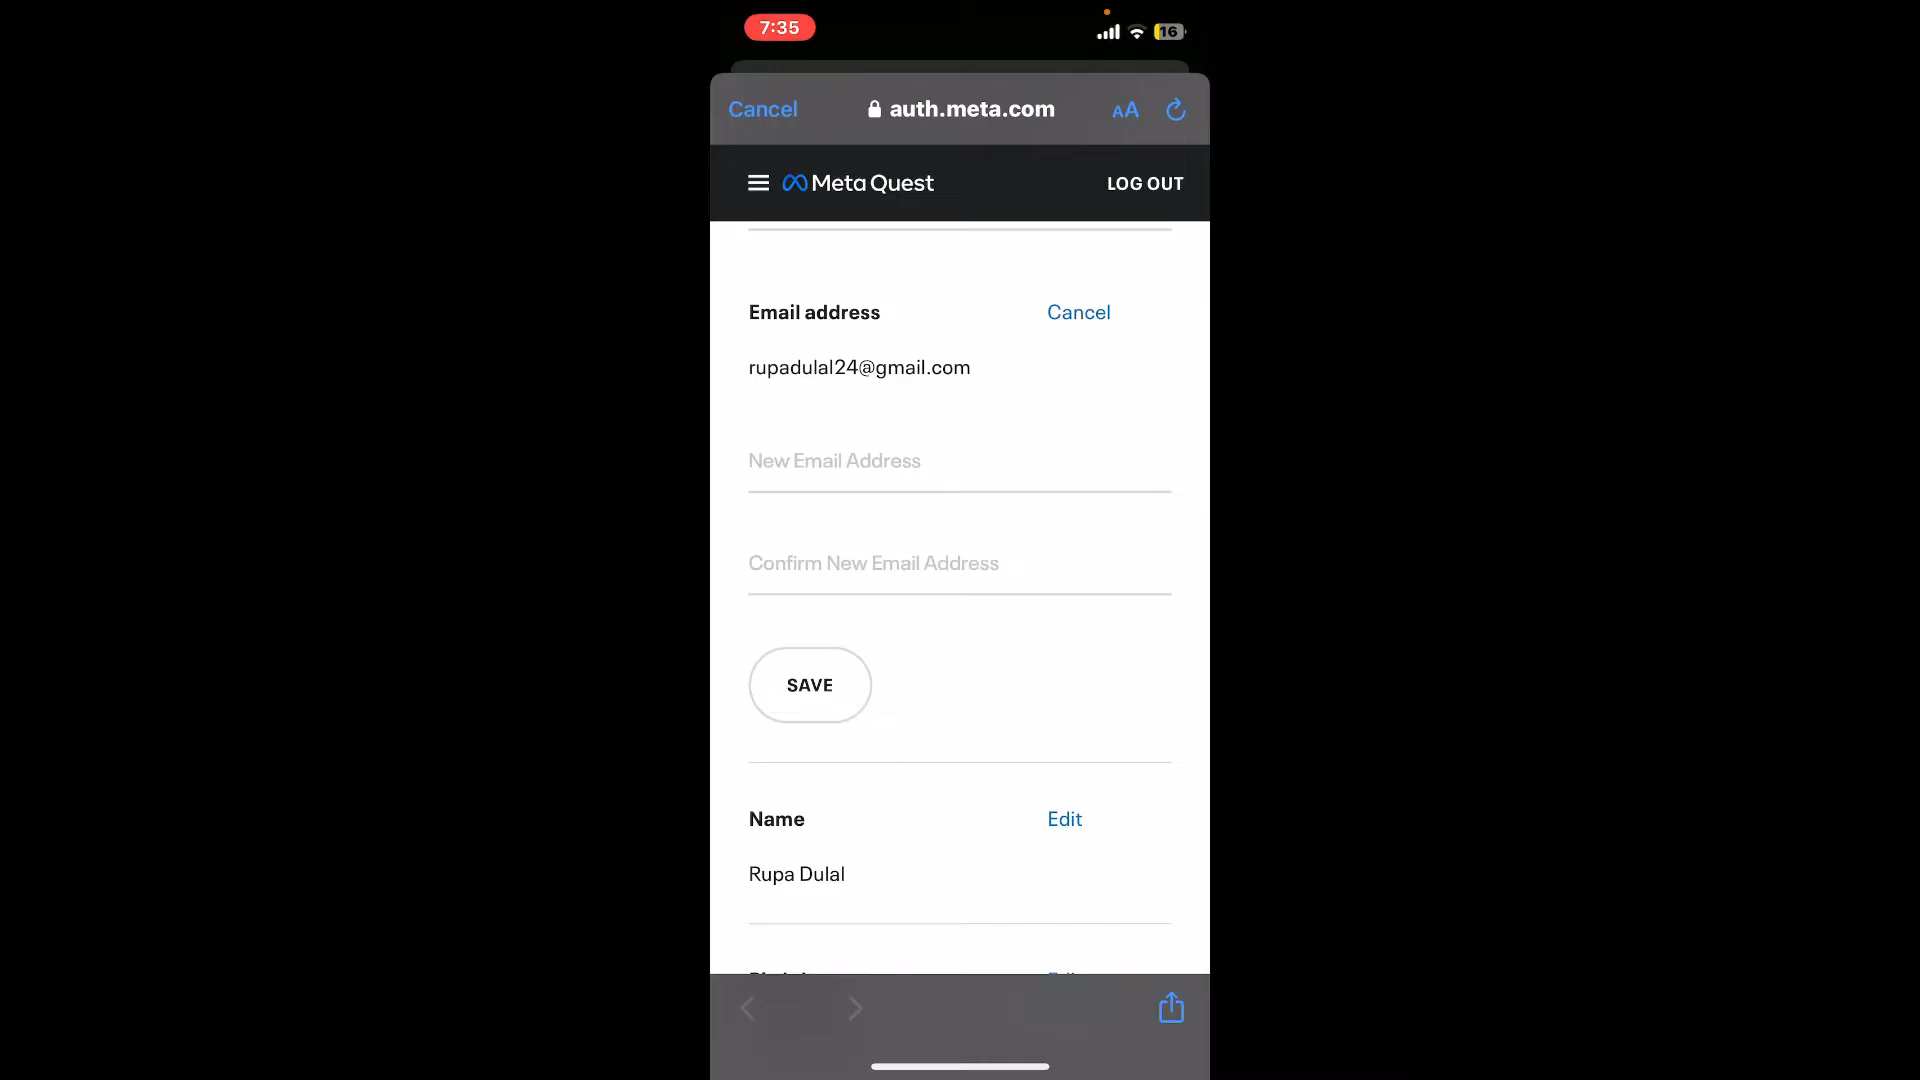 7:35
16
Cancel
auth.meta.com
AA
Meta Quest
LOG OUT
Email address
Cancel
rupadulal24@gmail.com
New Email Address
Confirm New Email Address
SAVE
Name
Edit
Rupa Dulal